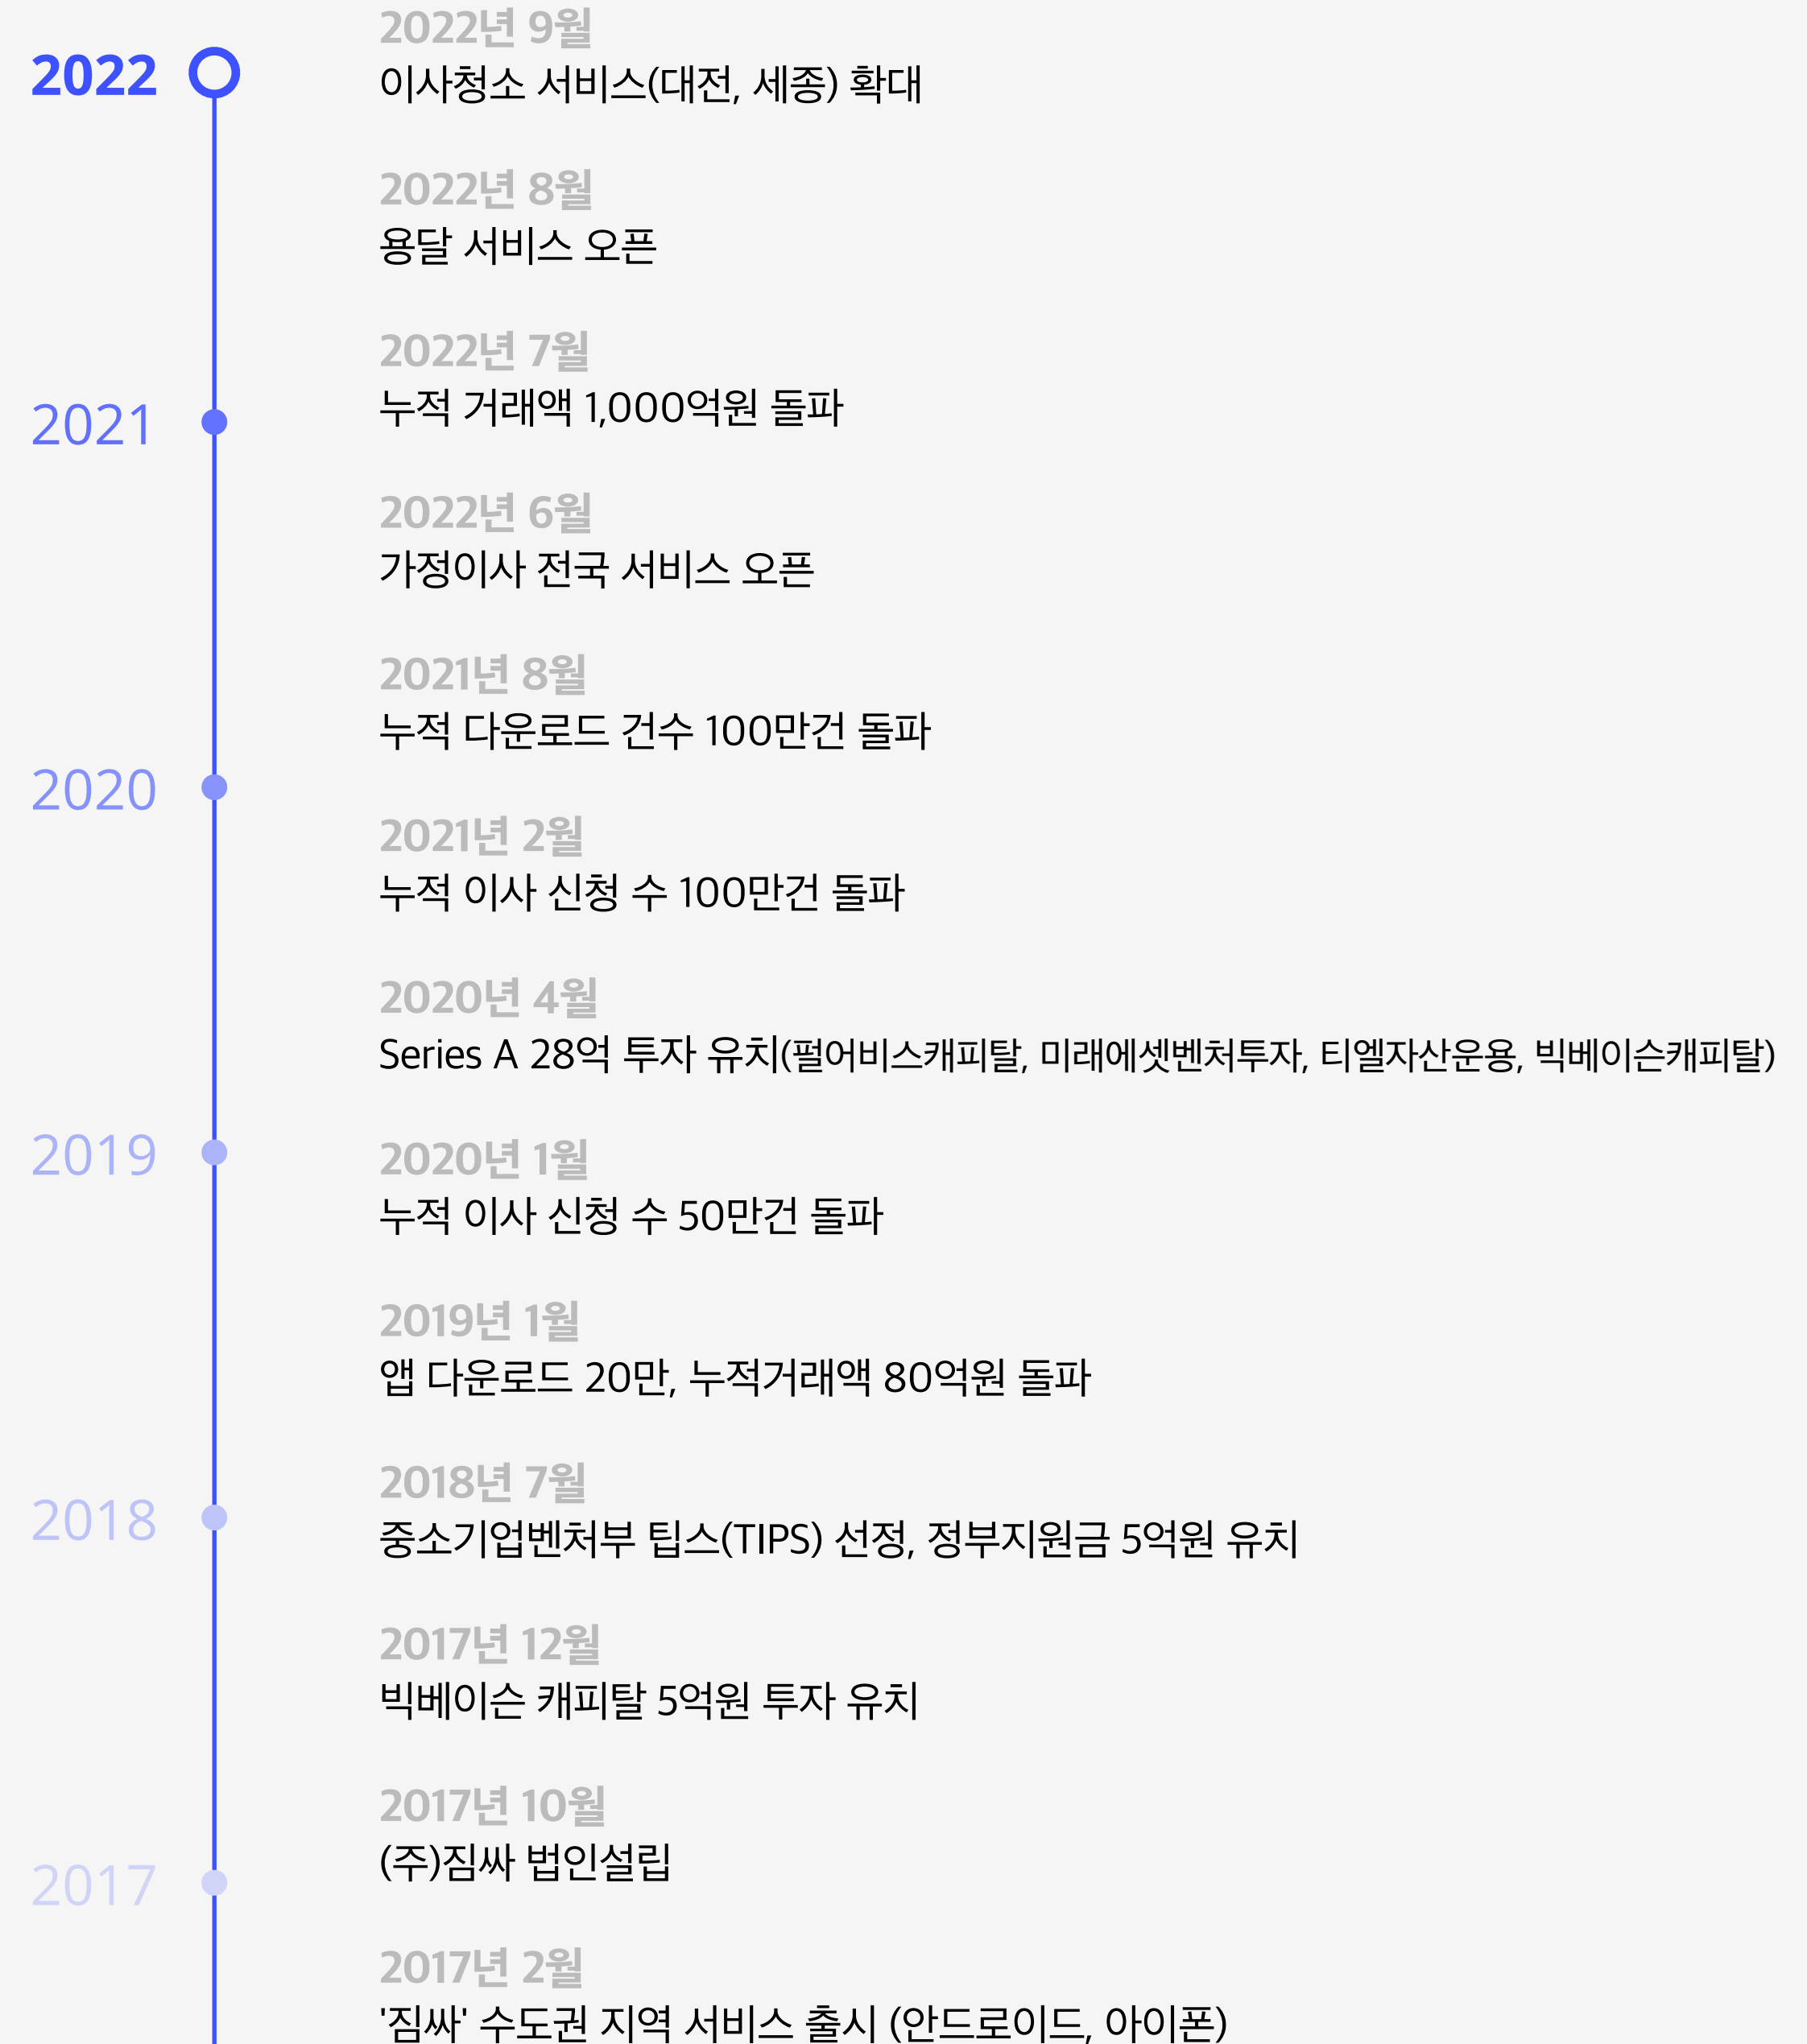 2022
2022년 9월
이사청소 서비스(대전, 세종) 확대
2022년 8월
용달 서비스 오픈
2022년 7월
2021
누적 거래액 1,000억원 돌파
2022년 6월
가정이사 전국 서비스 오픈
2021년 8월
누적 다운로드 건수 100만건 돌파
2020
2021년 2월
누적 이사 신청 수 100만건 돌파
2020년 4월
Series A 28억 투자 유치(펄어비스캐피탈, 미래에셋벤처투자, 티엘자산운용, 빅베이스캐피탈)
2019
2020년 1월
누적 이사 신청 수 50만건 돌파
2019년 1월
앱 다운로드 20만, 누적거래액 80억원 돌파
2018년 7월
2018
중소기업벤처부 팁스(TIPS) 선정, 정부지원금 5억원 유치
2017년 12월
빅베이슨 캐피탈 5억원 투자 유치
2017년 10월
(주)짐싸 법인설립
2017
2017년 2월
'짐싸' 수도권 지역 서비스 출시 (안드로이드, 아이폰)